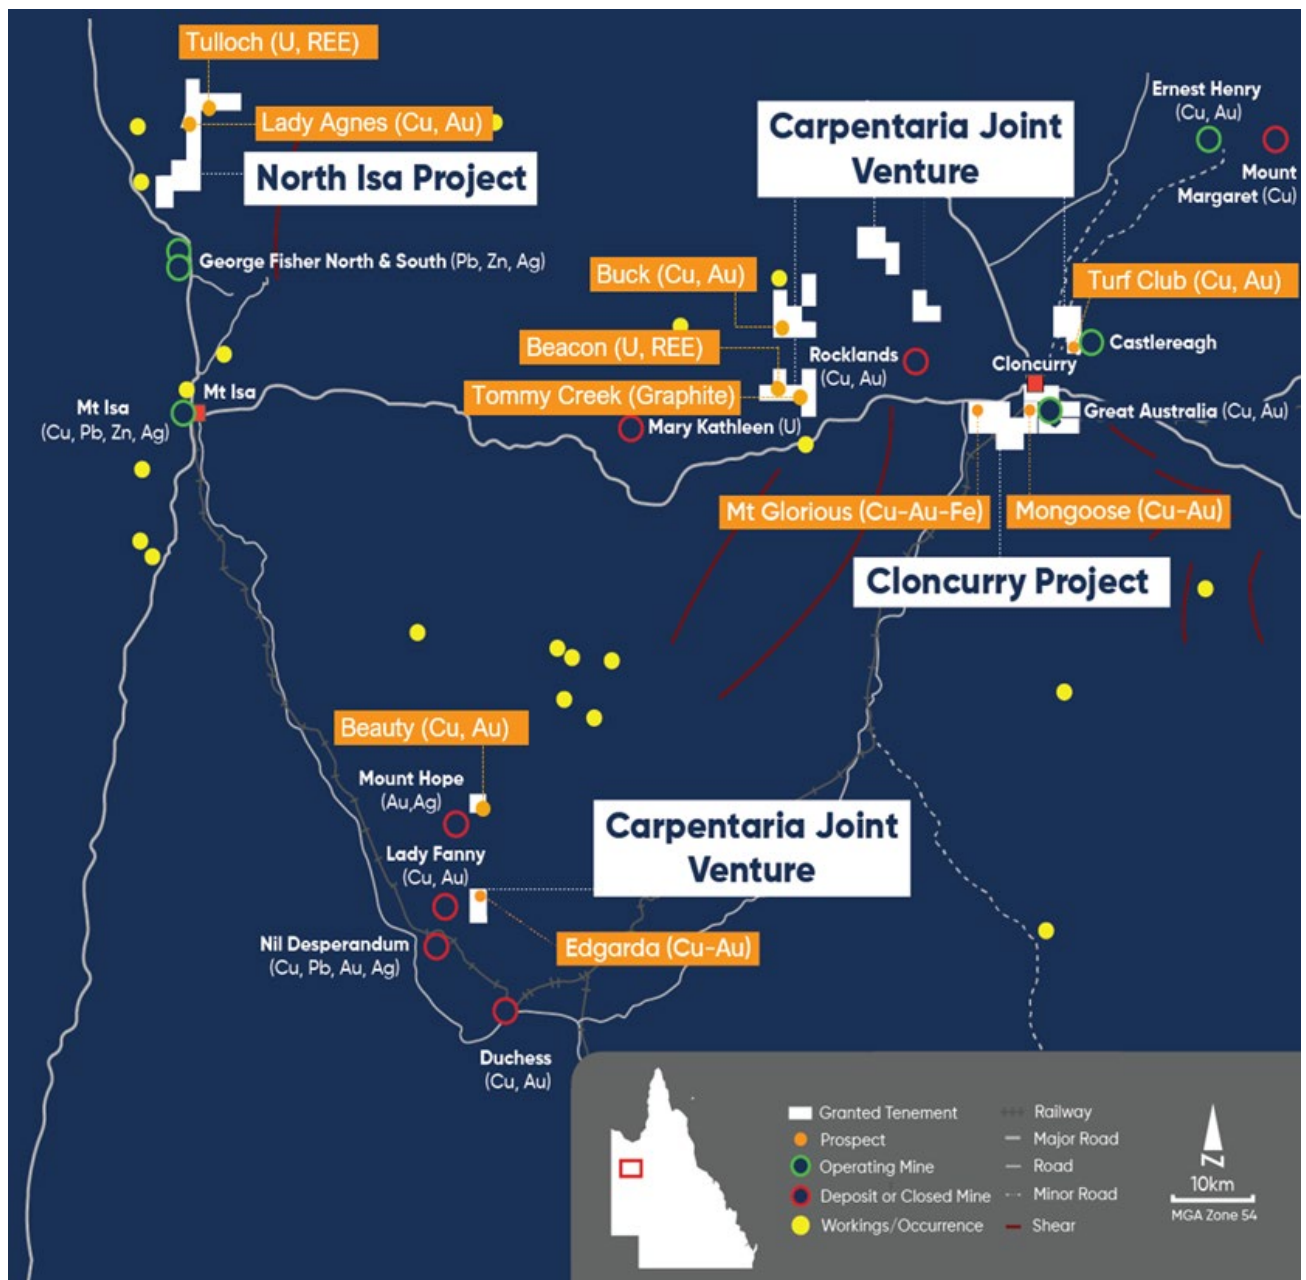 Tulloch (U, REE)
Lady Agnes (Cu, Au)
North Isa Project
George Fisher North & South (Pb, Zn, Ag)
Carpentaria Joint
Venture
Ernest Henry
(Cu, Au)
Mount
Margaret (Cu)
Buck (Cu, Au)
Turf Club (Cu, Au)
Beacon (U, REE)
Rocklands
(Cu, Au)
Castlereagh
Cloncurry
Tommy Creek (Graphite)
Mt Isa
Mt Isa
(Cu, Pb, Zn, Ag)
Mary Kathleen (U)
Great Australia (Cu, Au)
Mt Glorious (Cu-Au-Fe)
Mongoose (Cu-Au)
Cloncurry Project
Beauty (Cu, Au)
Mount Hope
(Au,Ag)
Carpentaria Joint
Venture
Lady Fanny
(Cu, Au)
Nil Desperandum
(Cu, Pb, Au, Ag)
Edgarda (Cu-Au)
Duchess
(Cu, Au)
Granted Tenement
Prospect
Operating Mine
Deposit or Closed Mine
Workings/Occurrence
Railway
Major Road
Road
Minor Road
Shear
N
10km
MGA Zone 54